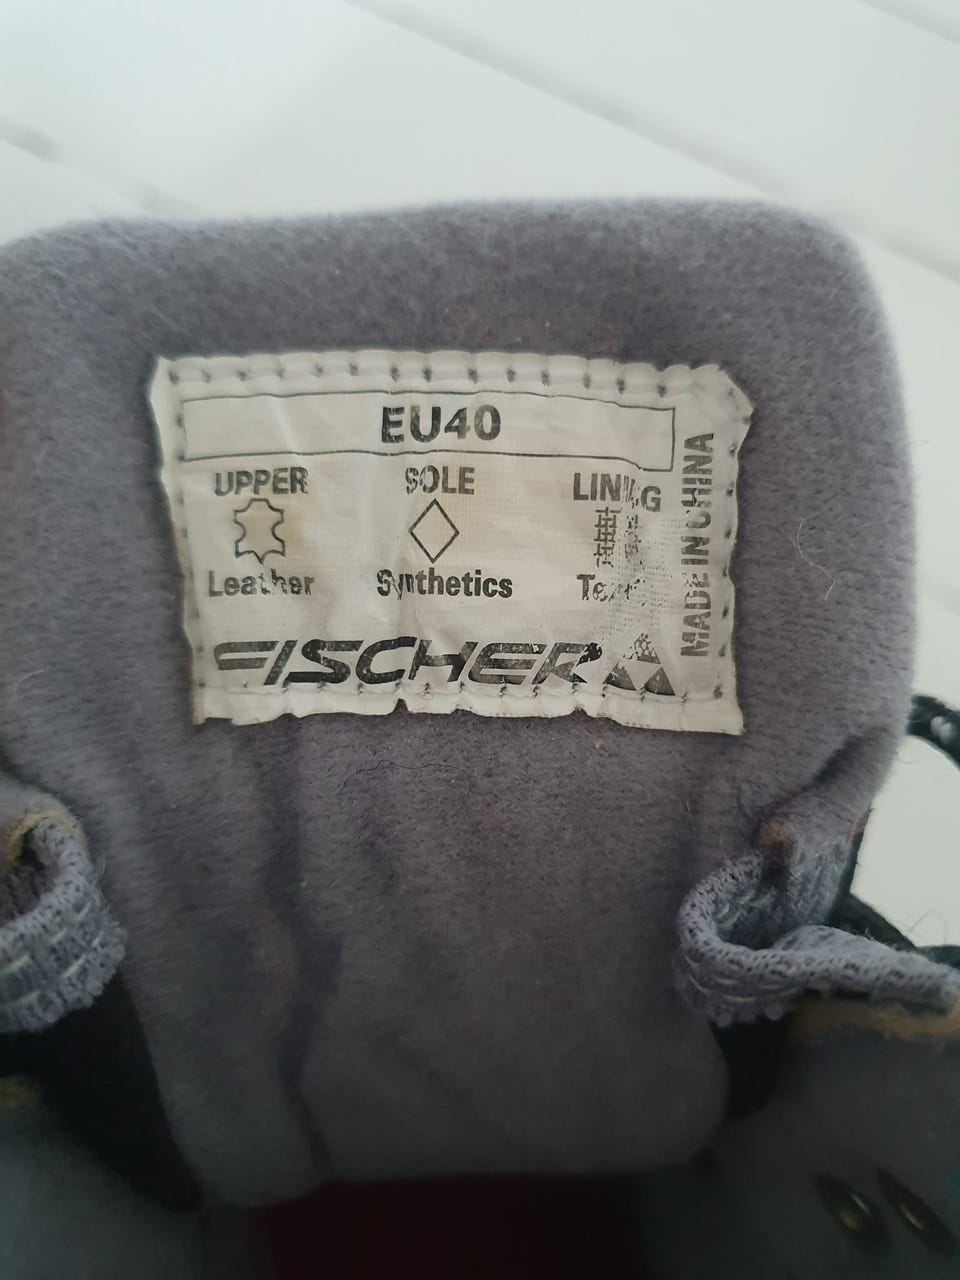 EU40
UPPER SOLE LINING
Leather Synthetics
FISCHER
MADE IN CHINA